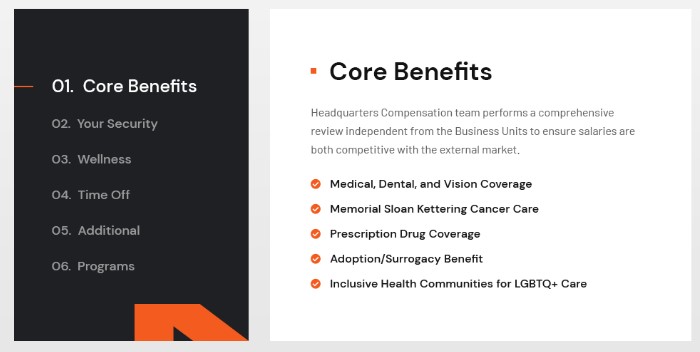 01. Core Benefits
02. Your Security
03. Wellness
04. Time Off
05. Additional
06. Programs
Core Benefits
Headquarters Compensation team performs a comprehensive
review independent from the Business Units to ensure salaries are
both competitive with the external market.
Medical, Dental, and Vision Coverage
Memorial Sloan Kettering Cancer Care
Prescription Drug Coverage
Adoption/Surrogacy Benefit
Inclusive Health Communities for LGBTQ+ Care